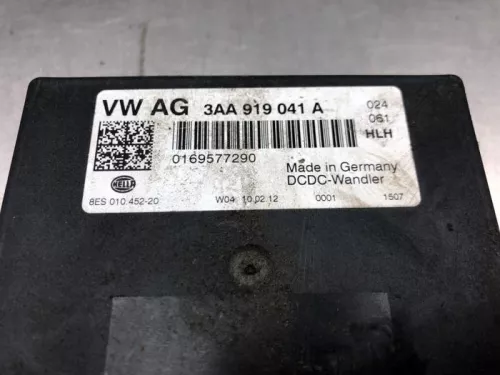 VW AG 3AA 919 041 A 024
061
HLH
0169577290
Made in Germany
DCDC-Wandler
HELLA
8ES 010.452-20 W04 10.02.12 0001 1507